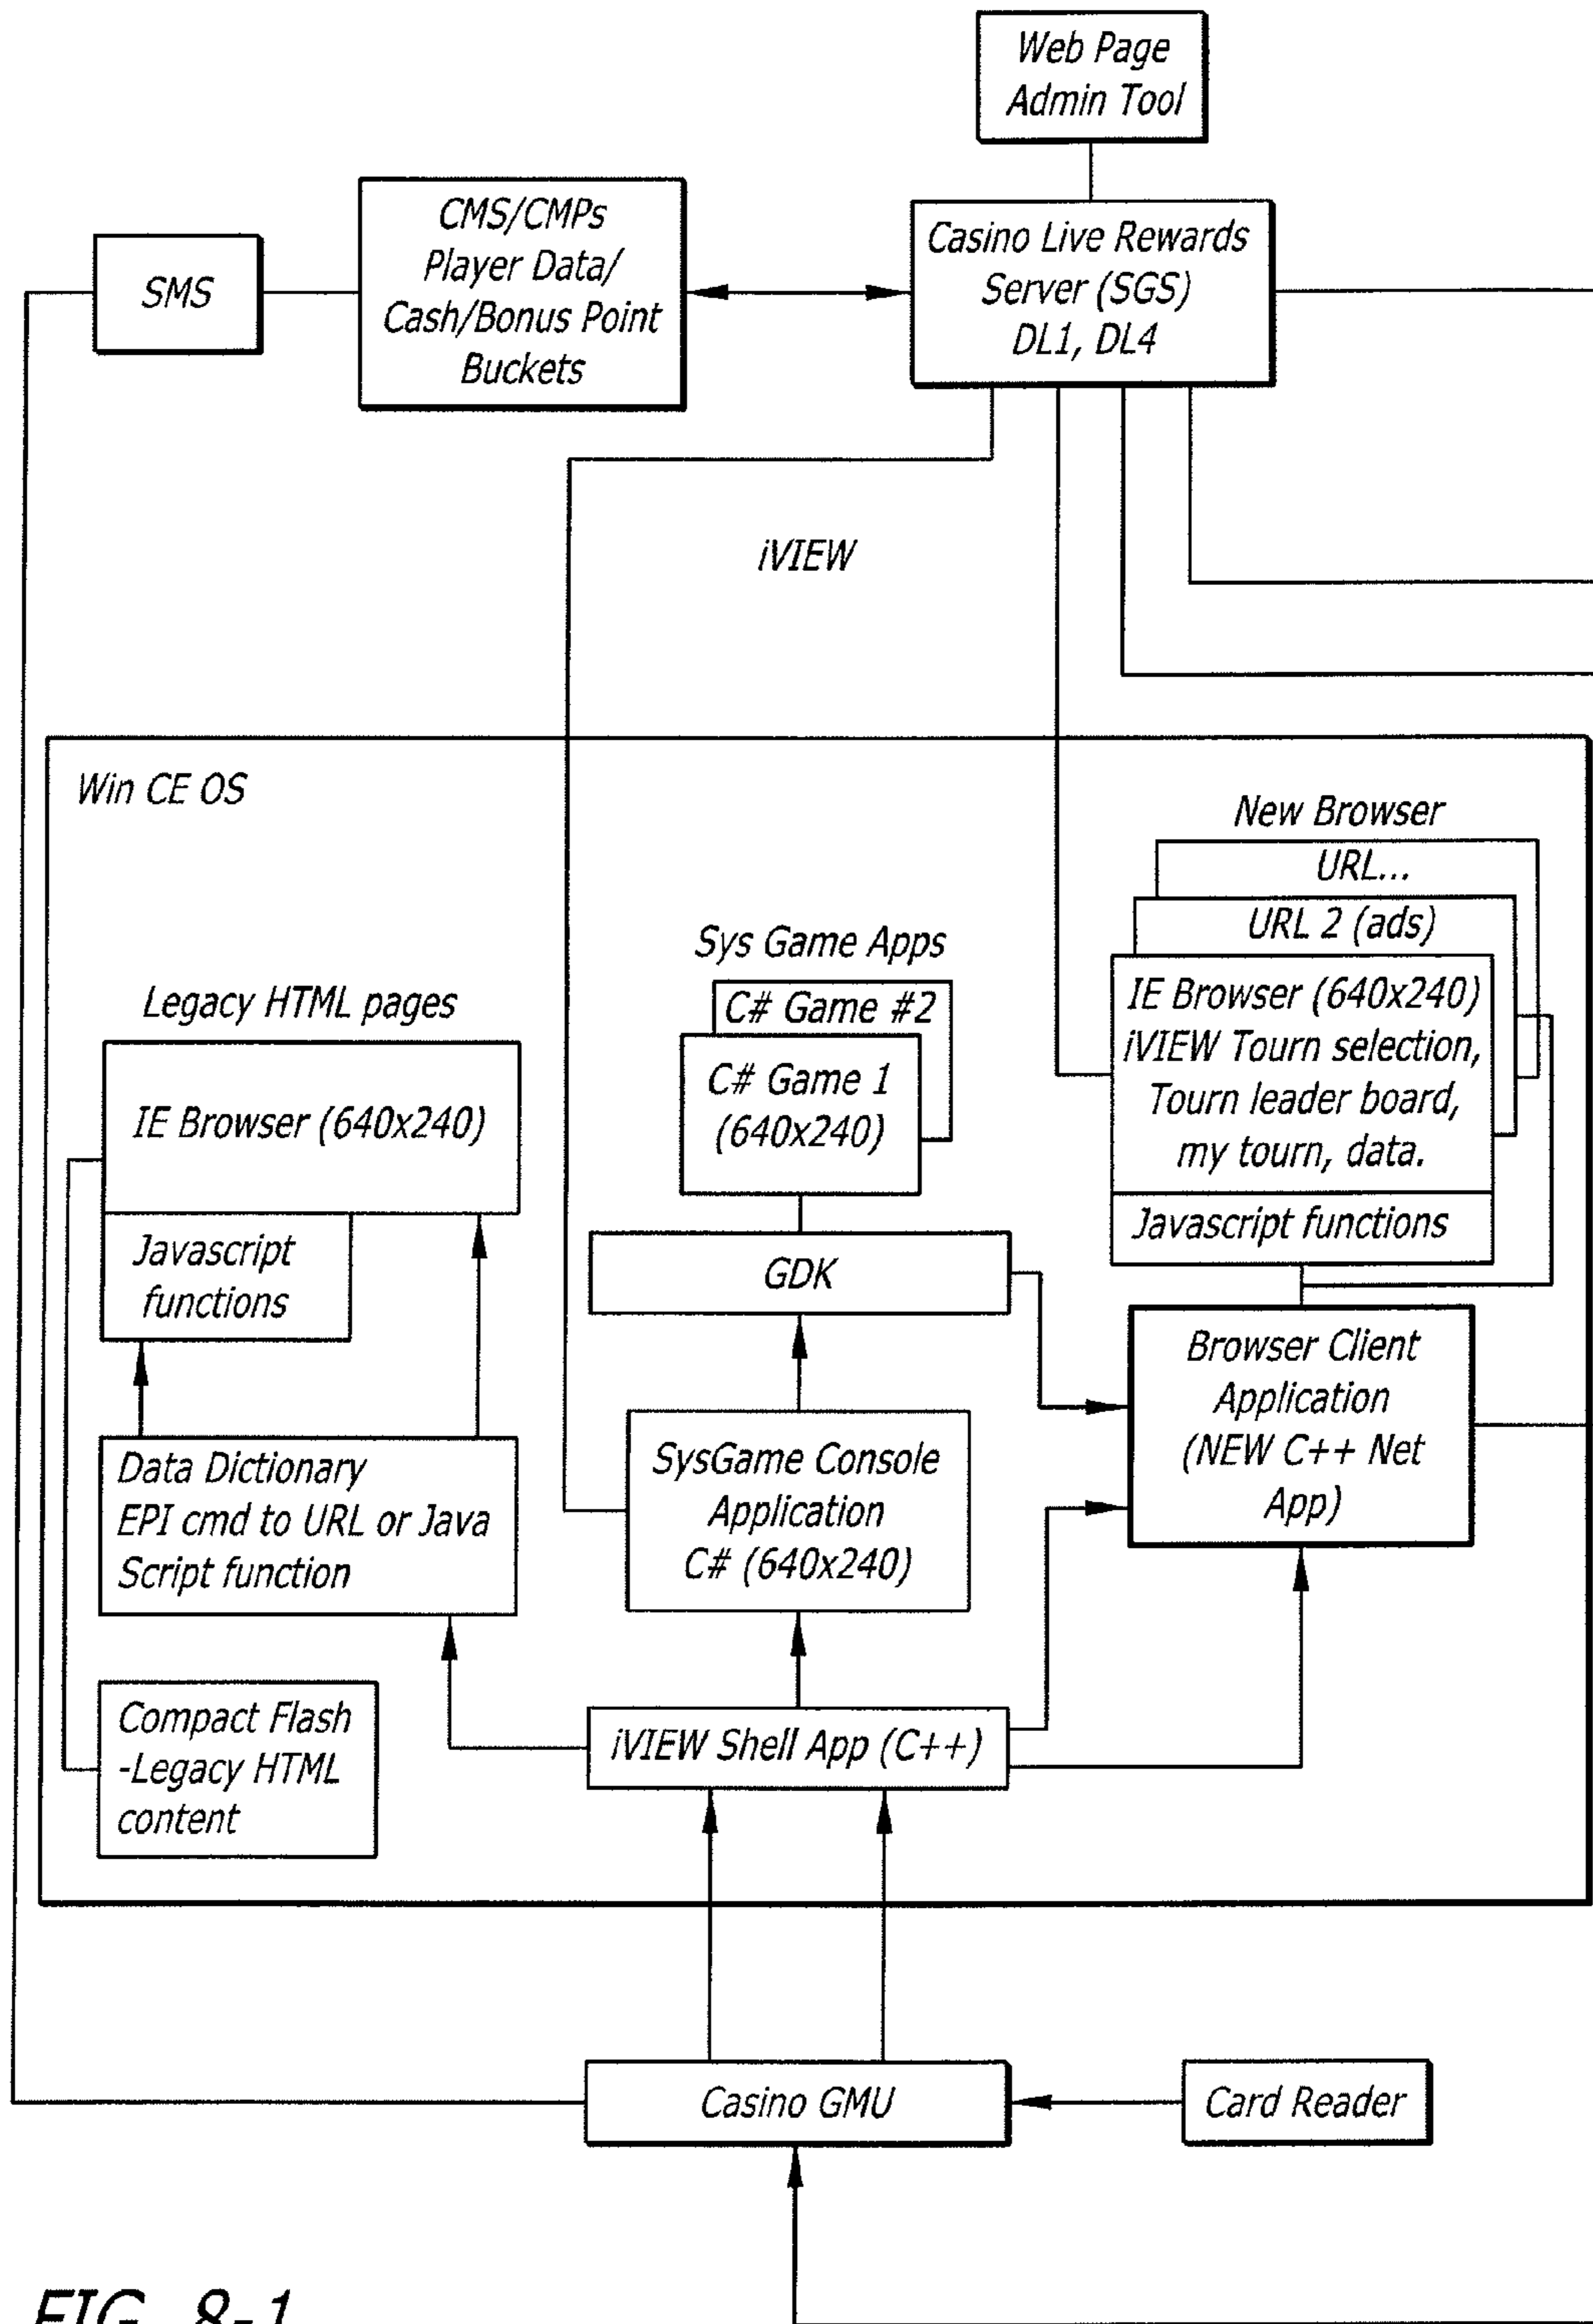 Web Page
Admin Tool
SMS
CMS/CMPs
Player Data/
Cash/Bonus Point
Buckets
Casino Live Rewards
Server (SGS)
DL1, DL4
iVIEW
Win CE OS
New Browser
URL...
URL 2 (ads)
IE Browser (640x240)
iVIEW Tourn selection,
Tourn leader board,
my tourn, data.
Javascript functions
Sys Game Apps
C# Game #2
C# Game 1
(640x240)
GDK
Legacy HTML pages
IE Browser (640x240)
Javascript
functions
Data Dictionary
EPI cmd to URL or Java
Script function
SysGame Console
Application
C# (640x240)
Browser Client
Application
(NEW C++ Net
App)
Compact Flash
-Legacy HTML
content
iVIEW Shell App (C++)
Casino GMU
Card Reader
FIG. 8-1